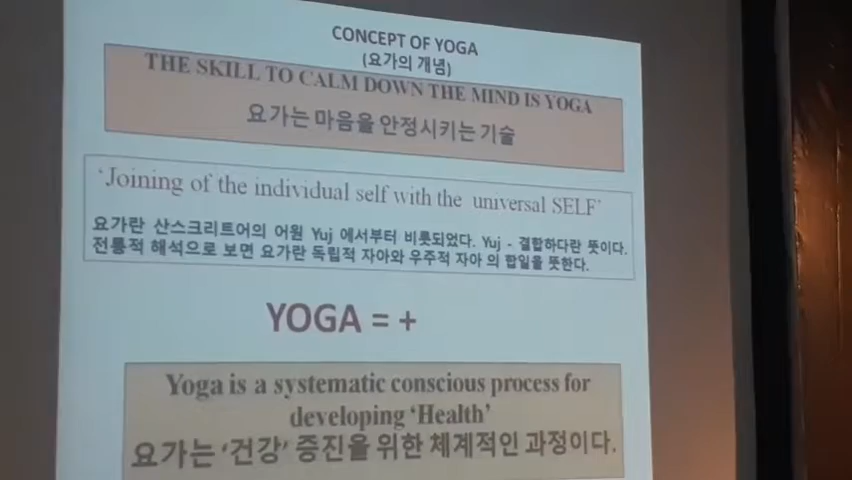 CONCEPT OF YOGA
(요가의 개념)
THE SKILL TO CALM DOWN THE MIND IS YOGA
요가는 마음을 안정시키는 기술
'Joining of the individual self with the universal SELF'
요가란 산스크리트어의 어원 Yuj 에서부터 비롯되었다. Yuj - 결합하다란 뜻이다.
전통적 해석으로 보면 요가란 독립적 자아와 우주적 자아 의 합일을 뜻한다.
YOGA = +
Yoga is a systematic conscious process for
developing 'Health'
요가는 '건강' 증진을 위한 체계적인 과정이다.